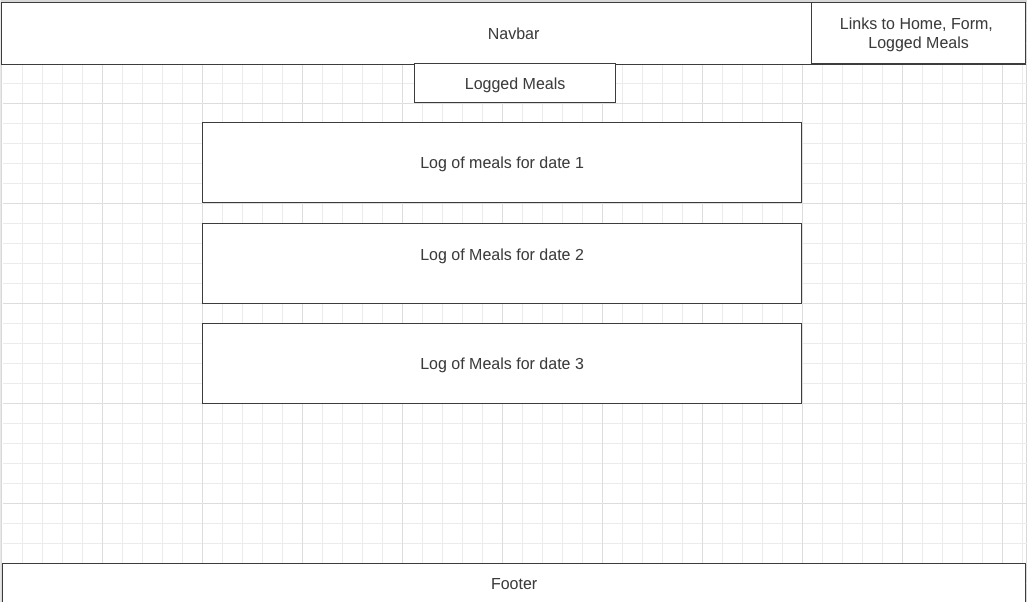 Navbar
Links to Home, Form,
Logged Meals
Logged Meals
Log of meals for date 1
Log of Meals for date 2
Log of Meals for date 3
Footer